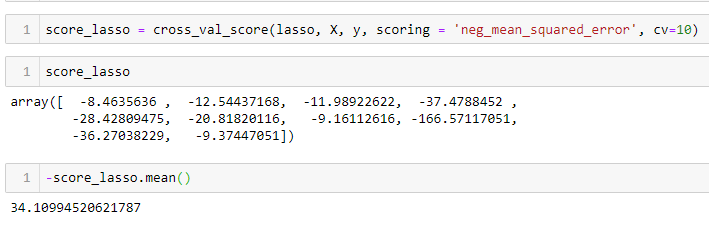 1 score_lasso = cross_val_score(lasso, X, y, scoring = 'neg_mean_squared_error', cv=10)
1 score_lasso
array([ -8.4635636 , -12.54437168, -11.98922622, -37.4788452 ,
-28.42809475, -20.81820116, -9.16112616, -166.57117051,
-36.27038229, -9.37447051])
1 -score_lasso.mean()
34.10994520621787